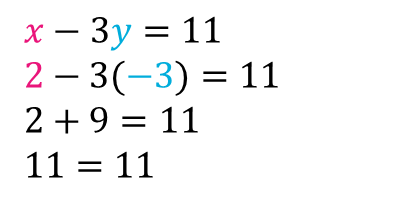 x − 3y = 11
2 − 3(−3) = 11
2 + 9 = 11
11 = 11